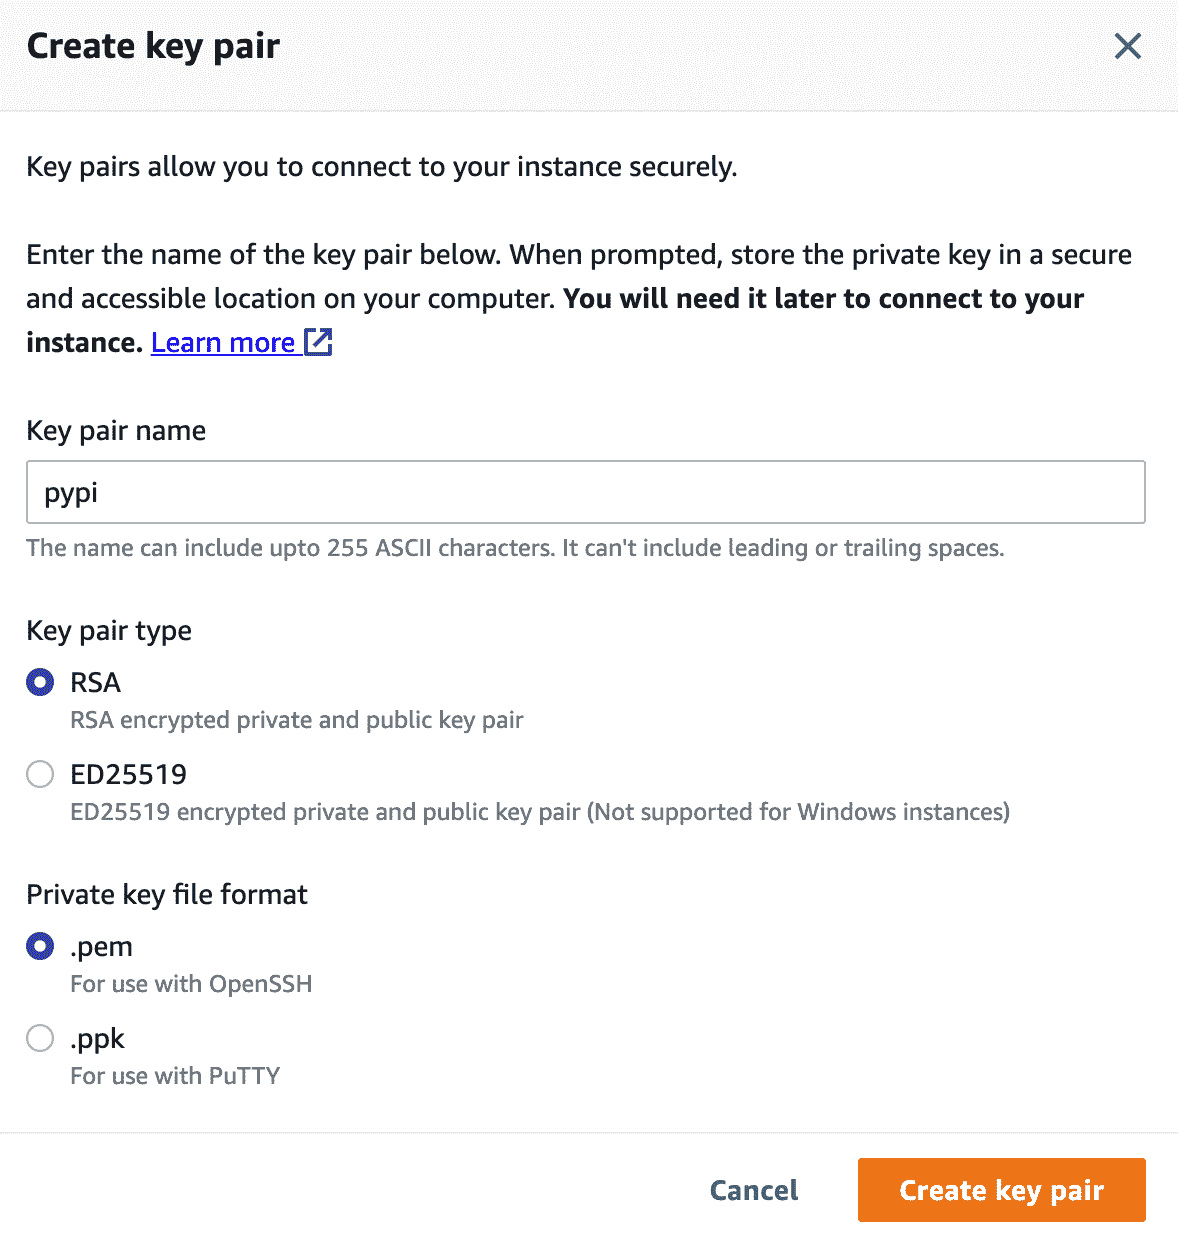 Create key pair
Key pairs allow you to connect to your instance securely.
Enter the name of the key pair below. When prompted, store the private key in a secure
and accessible location on your computer. You will need it later to connect to your
instance. Learn more
Key pair name
pypi
The name can include upto 255 ASCII characters. It can't include leading or trailing spaces.
Key pair type
RSA
RSA encrypted private and public key pair
ED25519
ED25519 encrypted private and public key pair (Not supported for Windows instances)
Private key file format
.pem
For use with OpenSSH
.ppk
For use with PuTTY
Cancel Create key pair